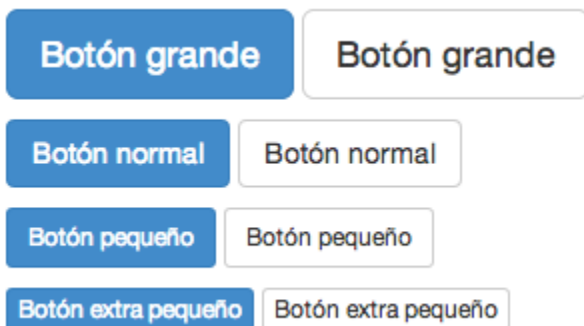 Botón grande Botón grande
Botón normal Botón normal
Botón pequeño Botón pequeño
Botón extra pequeño Botón extra pequeño